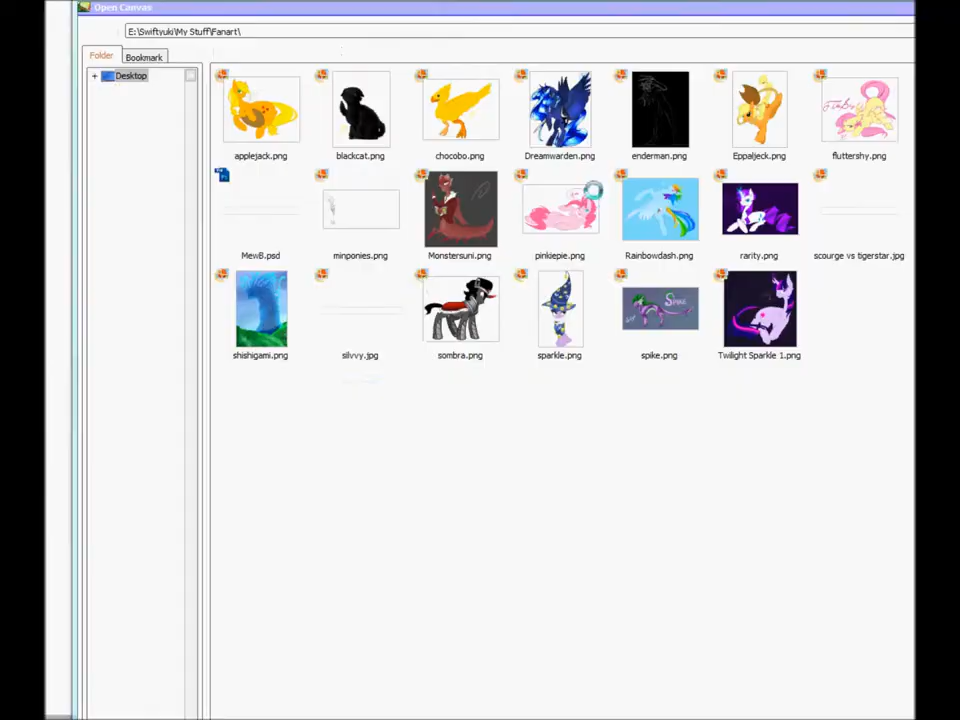 Open Canvas
E:\Swiftyuki\My Stuff\Fanart\
Folder
Bookmark
Desktop
applejack.png
blackcat.png
chocobo.png
Dreamwarden.png
enderman.png
Eppaljeck.png
fluttershy.png
MewB.psd
minponies.png
Monstersuni.png
pinkiepie.png
Rainbowdash.png
rarity.png
scourge vs tigerstar.jpg
shishigami.png
silvvy.jpg
sombra.png
sparkle.png
spike.png
Twilight Sparkle 1.png